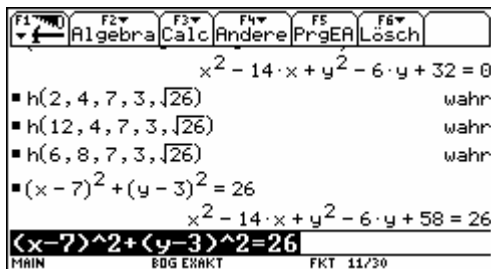 F1 F2 Algebra F3 Calc F4 Andere F5 PrgEA F6 Lösch
x² - 14·x + y² - 6·y + 32 = 0
▪ h(2, 4, 7, 3, √26) wahr
▪ h(12, 4, 7, 3, √26) wahr
▪ h(6, 8, 7, 3, √26) wahr
▪ (x - 7)² + (y - 3)² = 26
x² - 14·x + y² - 6·y + 58 = 26
(x-7)^2+(y-3)^2=26
MAIN BOG EXAKT FKT 11/30